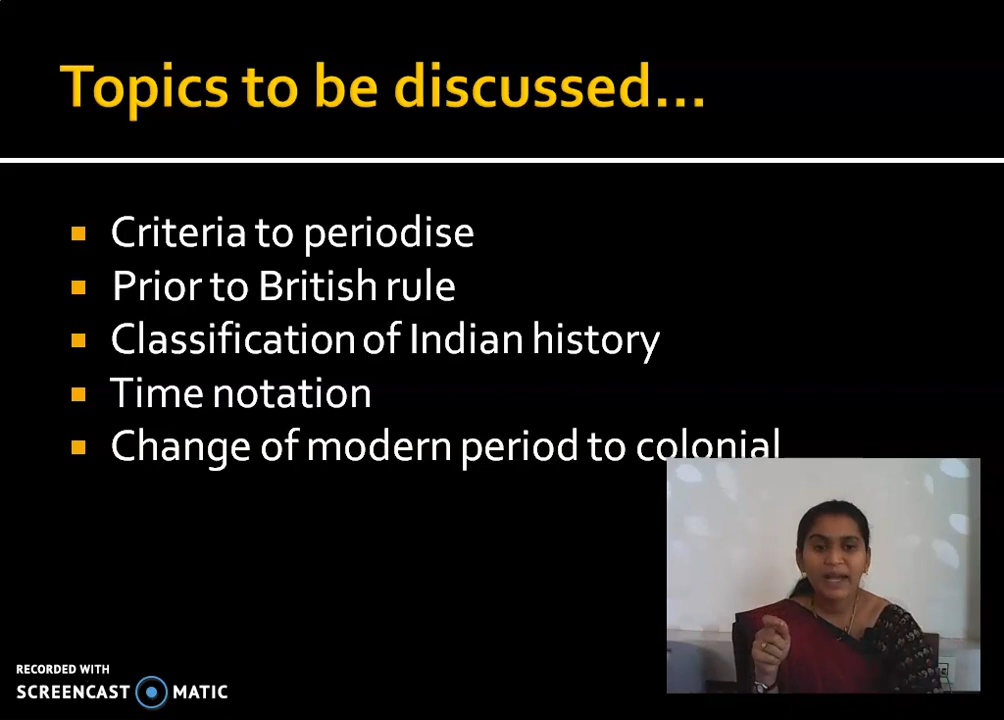 Topics to be discussed...
Criteria to periodise
Prior to British rule
Classification of Indian history
Time notation
Change of modern period to colonial
RECORDED WITH
SCREENCAST MATIC